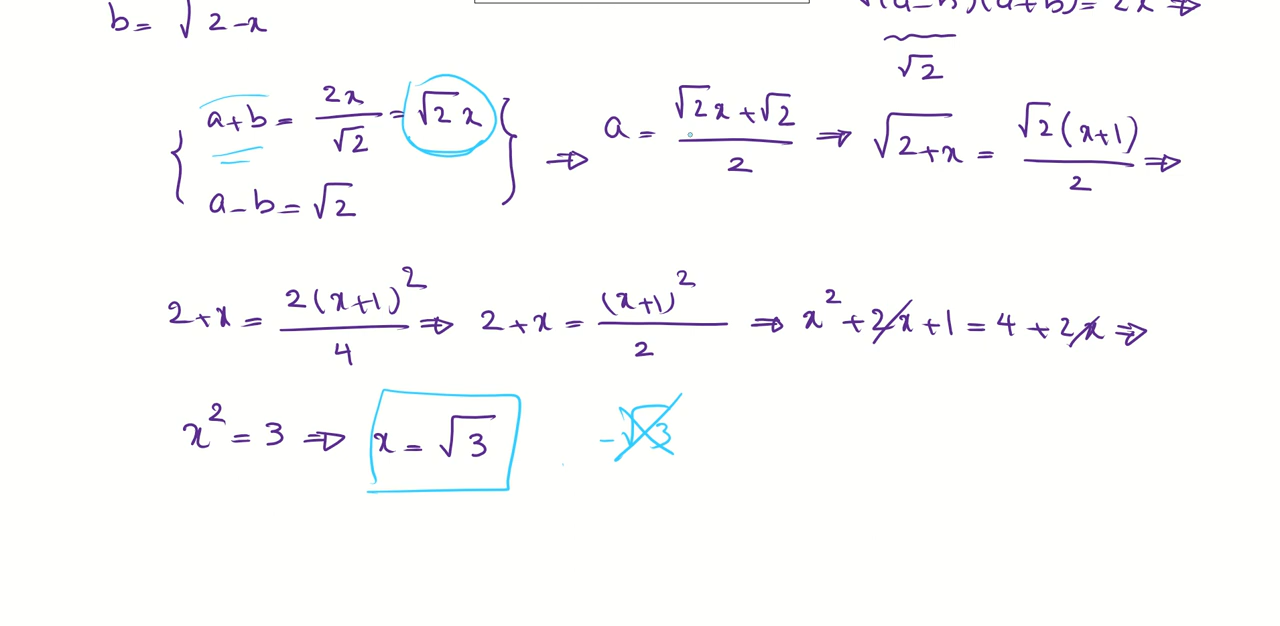 b = √2-x
(a-b)(a+b) = 2x ⇒
√2
a+b = 2x/√2 = √2 x
a-b = √2
⇒ a = (√2 x + √2)/2 ⇒ √2+x = √2(x+1)/2 ⇒
2+x = 2(x+1)²/4 ⇒ 2+x = (x+1)²/2 ⇒ x² + 2x + 1 = 4 + 2x ⇒
x² = 3 ⇒ x = √3 -√3